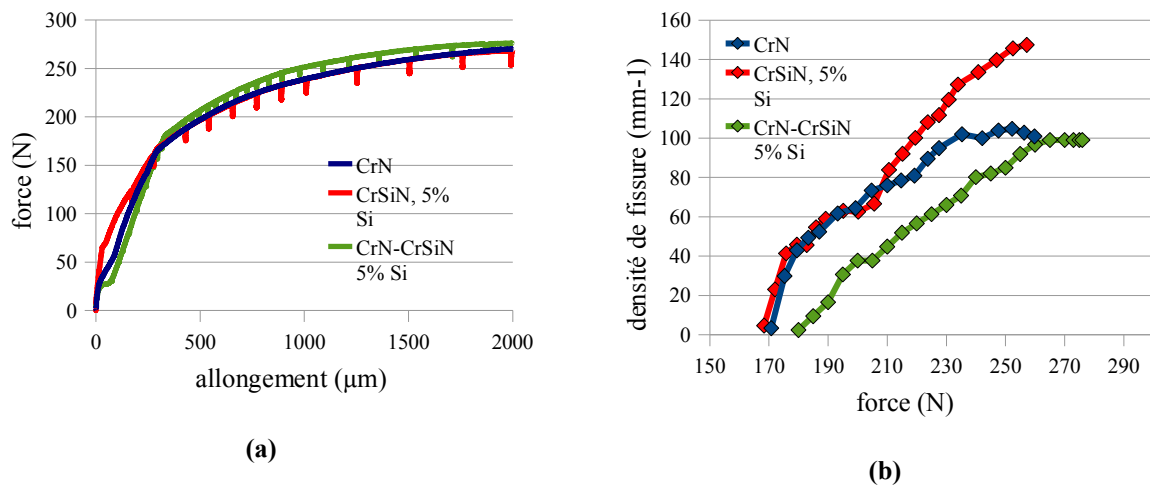 300
250
200
150
100
50
0
force (N)
0
500
1000
1500
2000
allongement (µm)
CrN
CrSiN, 5%
Si
CrN-CrSiN
5% Si
(a)
160
140
120
100
80
60
40
20
0
densité de fissure (mm-1)
150
170
190
210
230
250
270
290
force (N)
CrN
CrSiN, 5%
Si
CrN-CrSiN
5% Si
(b)